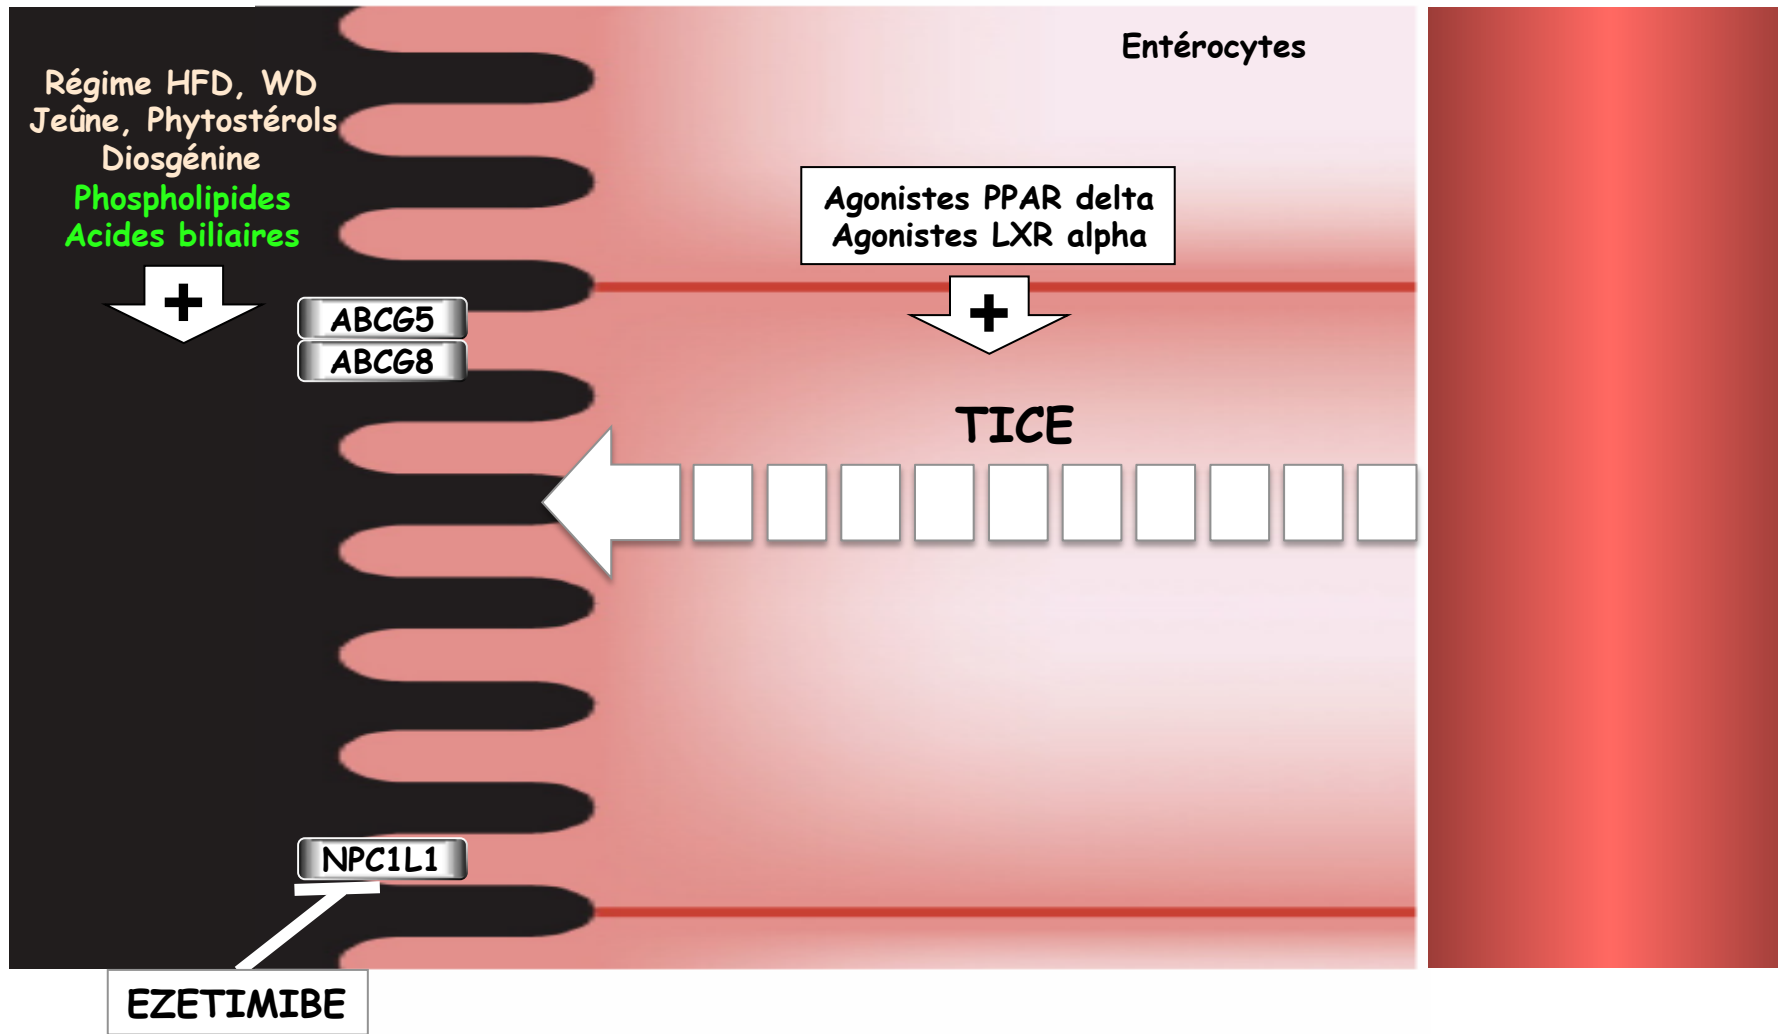 Entérocytes
Régime HFD, WD
Jeûne, Phytostérols
Diosgénine
Phospholipides
Acides biliaires
+
Agonistes PPAR delta
Agonistes LXR alpha
+
ABCG5
ABCG8
TICE
NPC1L1
EZETIMIBE